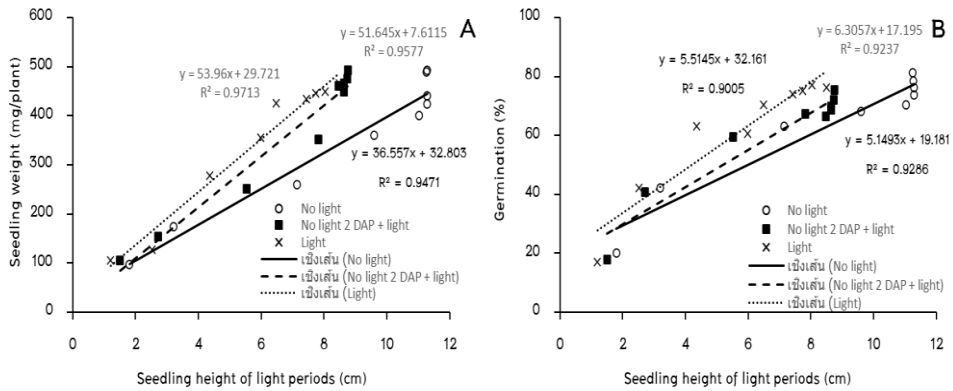 A
Seedling weight (mg/plant)
600
500
400
300
200
100
0
y = 51.645x + 7.6115
R² = 0.9577
53.96x + 29.721
R² = 0.9713
y = 36.557x + 32.803
R² = 0.9471
No light
No light 2 DAP + light
Light
เชิงเส้น (No light)
เชิงเส้น (No light 2 DAP + light)
เชิงเส้น (Light)
0 2 4 6 8 10 12
Seedling height of light periods (cm)
B
Germination (%)
100
80
60
40
20
0
y = 6.3057x + 17.195
R² = 0.9237
y = 5.5145x + 32.161
R² = 0.9005
y = 5.1493x + 19.181
R² = 0.9286
No light
No light 2 DAP + light
Light
เชิงเส้น (No light)
เชิงเส้น (No light 2 DAP + light)
เชิงเส้น (Light)
0 2 4 6 8 10 12
Seedling height of light periods (cm)